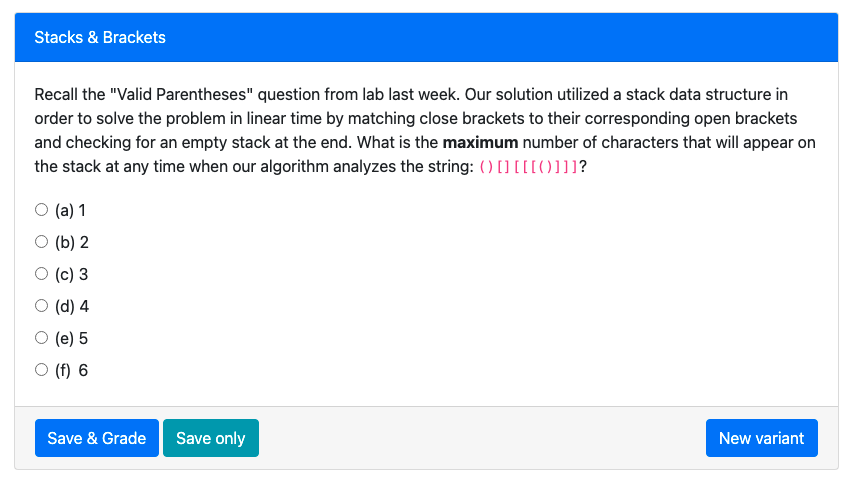 Stacks & Brackets
Recall the "Valid Parentheses" question from lab last week. Our solution utilized a stack data structure in
order to solve the problem in linear time by matching close brackets to their corresponding open brackets
and checking for an empty stack at the end. What is the maximum number of characters that will appear on
the stack at any time when our algorithm analyzes the string: ()[][[[()]]]?
(a) 1
(b) 2
(c) 3
(d) 4
(e) 5
(f) 6
Save & Grade Save only New variant